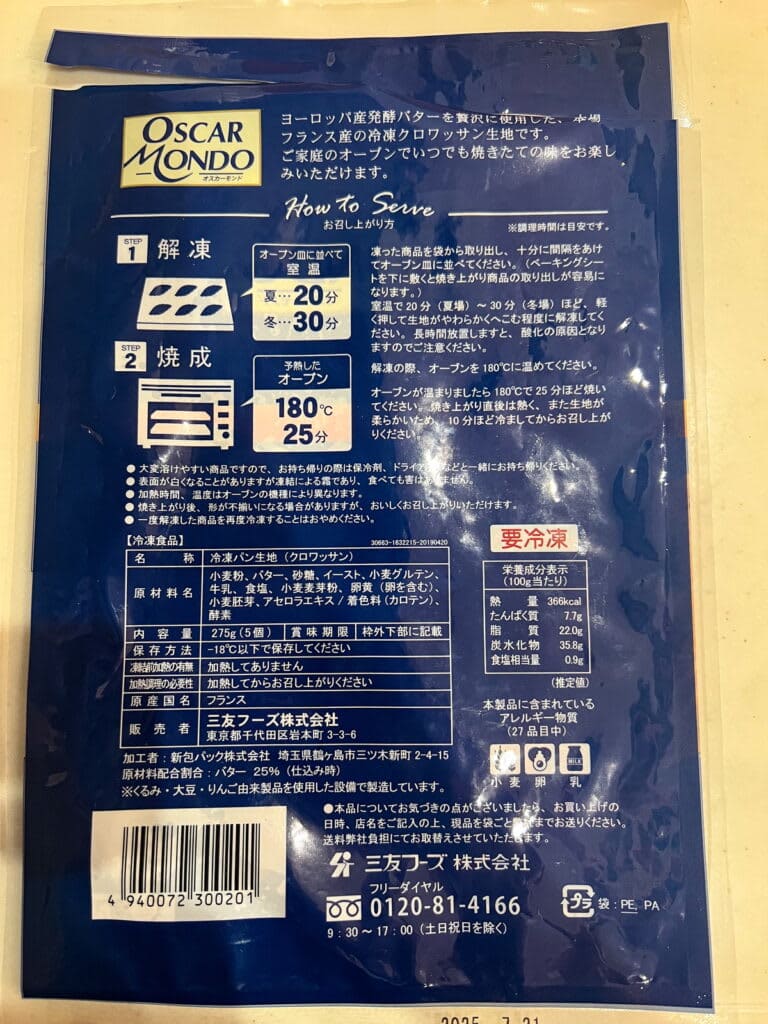 OSCAR MONDO
オスカーモンド
ヨーロッパ産発酵バターを贅沢に使用した、本場
フランス産の冷凍クロワッサン生地です。
ご家庭のオーブンでいつでも焼きたての味をお楽し
みいただけます。
How to Serve
お召し上がり方
※調理時間は目安です。
STEP 1 解凍
オーブン皿に並べて
室温
夏…20分
冬…30分
凍った商品を袋から取り出し、十分に間隔をあけ
てオーブン皿に並べてください。(ベーキングシー
トを下に敷くと焼き上がり商品の取り出しが容易に
なります。)
室温で20分(夏場)～30分(冬場)ほど、軽
く押して生地がやわらかくへこむ程度に解凍してく
ださい。長時間放置しますと、酸化の原因となり
ますのでご注意ください。
解凍の際、オーブンを180℃に温めてください。
STEP 2 焼成
予熱した
オーブン
180℃
25分
オーブンが温まりましたら180℃で25分ほど焼い
てください。焼き上がり直後は熱く、また生地が
柔らかいため、10分ほど冷ましてからお召し上が
りください。
●大変溶けやすい商品ですので、お持ち帰りの際は保冷剤、ドライアイスなどと一緒にお持ち帰りください。
●表面が白くなることがありますが凍結による霜であり、食べても害はありません。
●加熱時間、温度はオーブンの機種により異なります。
●焼き上がり後、形が不揃いになる場合がありますが、おいしくお召し上がりいただけます。
●一度解凍した商品を再度冷凍することはおやめください。
【冷凍食品】
30663-1632215-20190420
名称 冷凍パン生地(クロワッサン)
原材料名 小麦粉、バター、砂糖、イースト、小麦グルテン、
牛乳、食塩、小麦麦芽粉、卵黄(卵を含む)、
小麦胚芽、アセロラエキス/着色料(カロテン)、
酵素
内容量 275g(5個) 賞味期限 枠外下部に記載
保存方法 -18℃以下で保存してください
凍結前加熱の有無 加熱してありません
加熱調理の必要性 加熱してからお召し上がりください
原産国名 フランス
販売者 三友フーズ株式会社
東京都千代田区岩本町3-3-6
加工者：新包パック株式会社 埼玉県鶴ヶ島市三ツ木新町2-4-15
原材料配合割合：バター 25%(仕込み時)
※くるみ・大豆・りんご由来製品を使用した設備で製造しています。
要冷凍
栄養成分表示
(100g当たり)
熱量 366kcal
たんぱく質 7.7g
脂質 22.0g
炭水化物 35.8g
食塩相当量 0.9g
(推定値)
本製品に含まれている
アレルギー物質
(27品目中)
MILK
小麦 卵 乳
●本品についてお気づきの点がございましたら、お買い上げの
日時、店名をご記入の上、現品を袋ごと弊社までお送りください。
送料弊社負担にてお取替えさせていただきます。
三友フーズ 株式会社
フリーダイヤル
0120-81-4166
9：30～17：00(土日祝日を除く)
プラ 袋：PE, PA
4 940072 300201
2025. 7.21